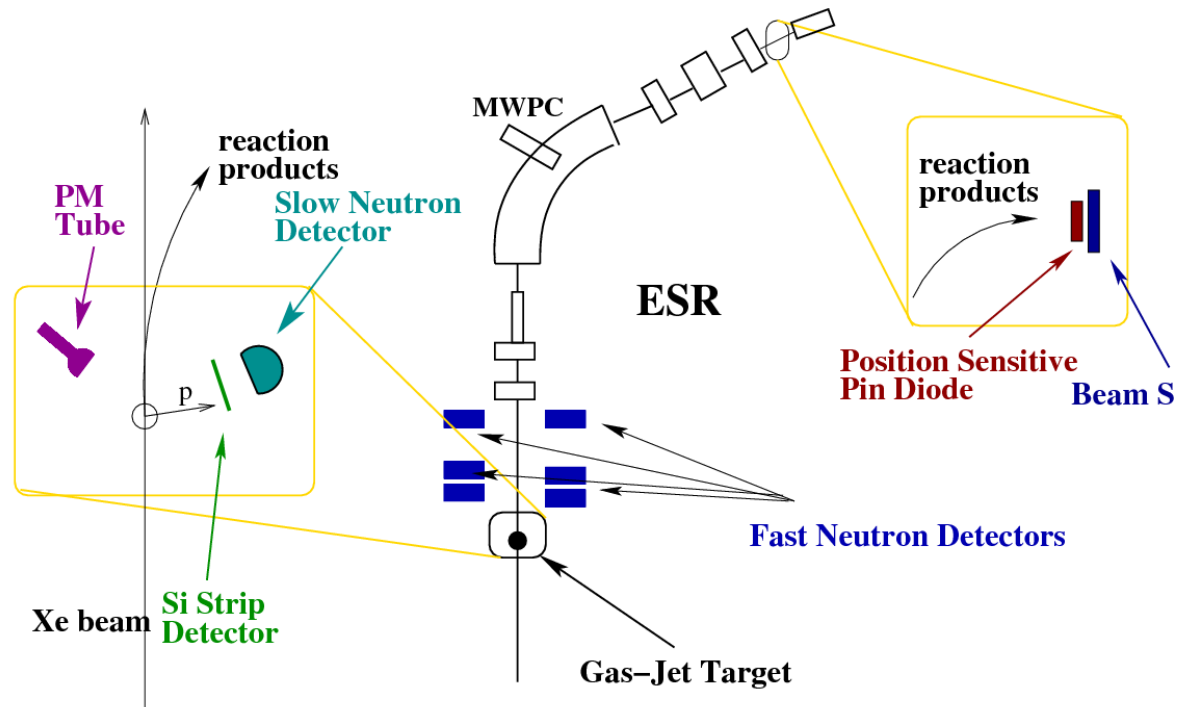 MWPC
reaction
products
PM
Tube
Slow Neutron
Detector
reaction
products
ESR
p
Position Sensitive
Pin Diode
Beam S
Fast Neutron Detectors
Xe beam
Si Strip
Detector
Gas-Jet Target